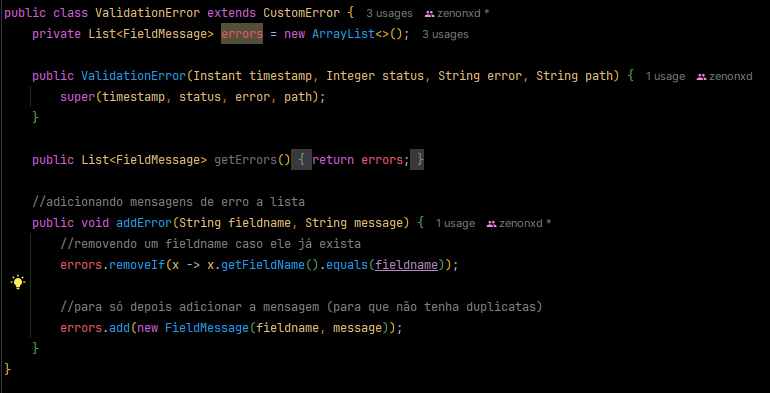 public class ValidationError extends CustomError {  3 usages  zenonxd *
private List<FieldMessage> errors = new ArrayList<>();  3 usages
public ValidationError(Instant timestamp, Integer status, String error, String path) {  1 usage  zenonxd
super(timestamp, status, error, path);
}
public List<FieldMessage> getErrors() { return errors; }
//adicionando mensagens de erro a lista
public void addError(String fieldname, String message) {  1 usage  zenonxd *
//removendo um fieldname caso ele já exista
errors.removeIf(x -> x.getFieldName().equals(fieldname));
//para só depois adicionar a mensagem (para que não tenha duplicatas)
errors.add(new FieldMessage(fieldname, message));
}
}